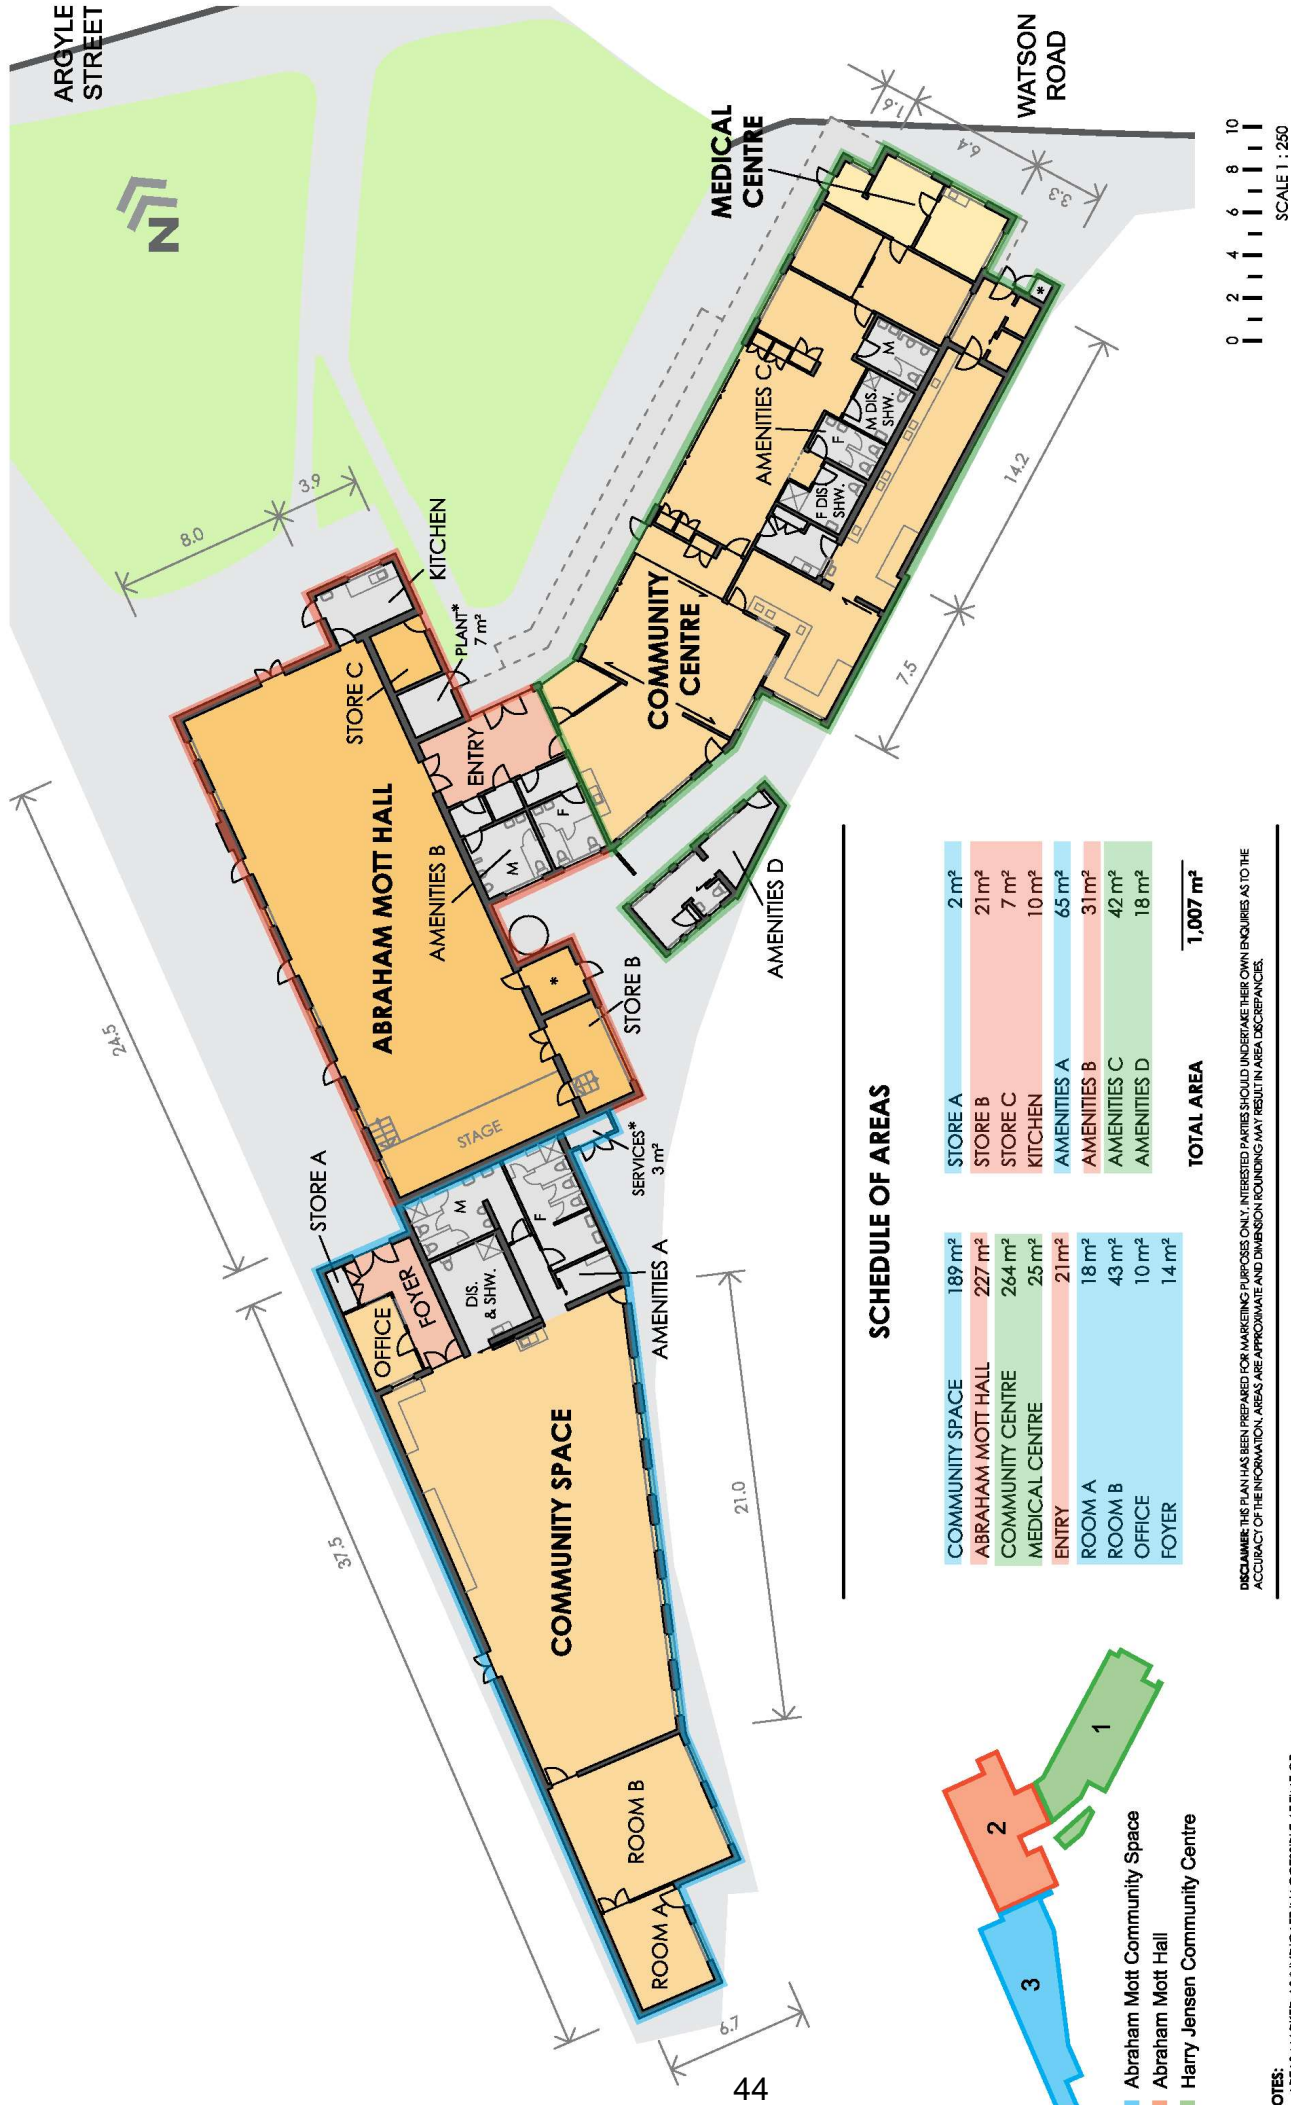 ARGYLE
STREET
N
WATSON
ROAD
MEDICAL
CENTRE
1.6
6.4
3.3
8.0
3.9
KITCHEN
STORE C
PLANT*
7 m²
ENTRY
ABRAHAM MOTT HALL
AMENITIES B
M
F
STORE B
*
STAGE
24.5
COMMUNITY
CENTRE
AMENITIES C
M
M DIS.
SHW.
F
F DIS.
SHW.
*
14.2
7.5
AMENITIES D
STORE A
OFFICE
FOYER
DIS.
& SHW.
M
F
SERVICES*
3 m²
AMENITIES A
COMMUNITY SPACE
37.5
21.0
ROOM B
ROOM A
6.7
0 2 4 6 8 10
SCALE 1 : 250
SCHEDULE OF AREAS
COMMUNITY SPACE 189 m²
ABRAHAM MOTT HALL 227 m²
COMMUNITY CENTRE 264 m²
MEDICAL CENTRE 25 m²
ENTRY 21m²
ROOM A 18 m²
ROOM B 43 m²
OFFICE 10 m²
FOYER 14 m²
STORE A 2 m²
STORE B 21m²
STORE C 7 m²
KITCHEN 10 m²
AMENITIES A 65 m²
AMENITIES B 31m²
AMENITIES C 42 m²
AMENITIES D 18 m²
TOTAL AREA 1,007 m²
DISCLAIMER: THIS PLAN HAS BEEN PREPARED FOR MARKETING PURPOSES ONLY. INTERESTED PARTIES SHOULD UNDERTAKE THEIR OWN ENQUIRIES AS TO THE
ACCURACY OF THE INFORMATION. AREAS ARE APPROXIMATE AND DIMENSION ROUNDING MAY RESULT IN AREA DISCREPANCIES.
1
2
3
Abraham Mott Community Space
Abraham Mott Hall
Harry Jensen Community Centre
OTES:
44